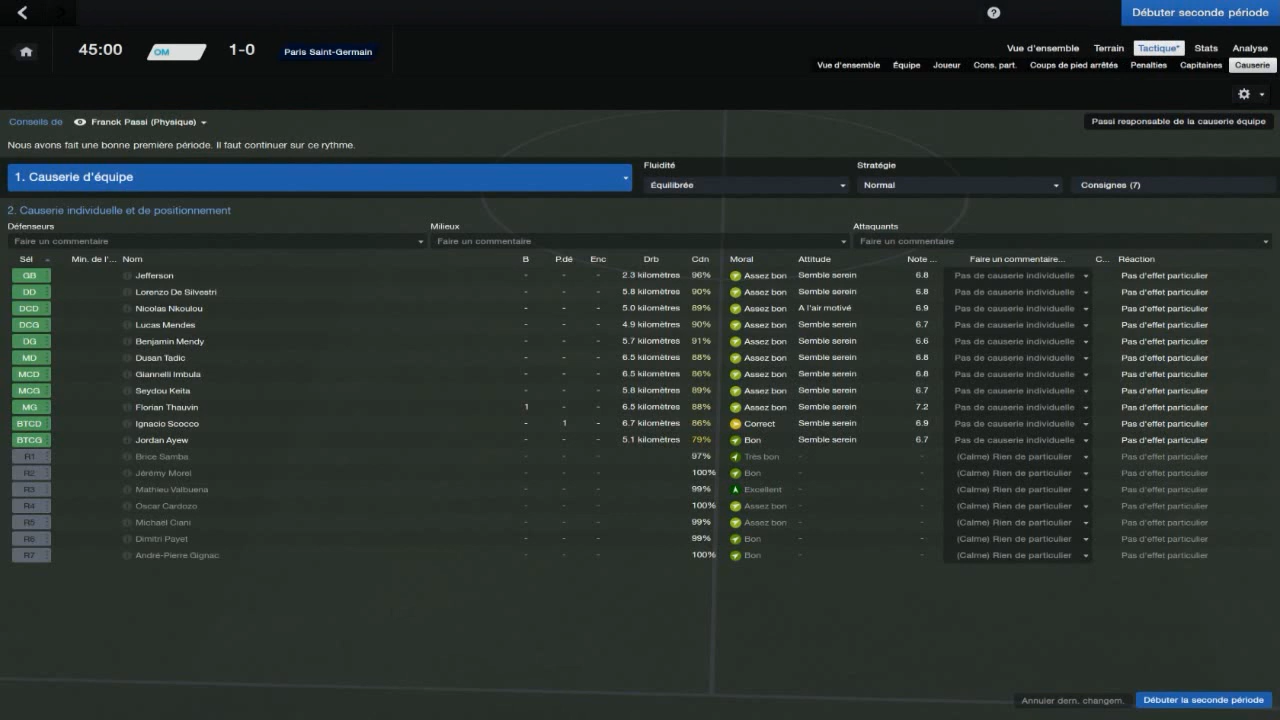 Débuter seconde période
45:00 OM 1-0 Paris Saint-Germain
Vue d'ensemble Terrain Tactique* Stats Analyse
Vue d'ensemble Équipe Joueur Cons. part. Coups de pied arrêtés Penalties Capitaines Causerie
Conseils de Franck Passi (Physique) Passi responsable de la causerie équipe
Nous avons fait une bonne première période. Il faut continuer sur ce rythme.
Fluidité Stratégie
1. Causerie d'équipe Équilibrée Normal Consignes (7)
2. Causerie individuelle et de positionnement
Défenseurs Milieux Attaquants
Faire un commentaire Faire un commentaire Faire un commentaire
Sél Min. de l'... Nom B P.dé Enc Drb Cdn Moral Attitude Note ... Faire un commentaire... C... Réaction
GB Jefferson - - - 2.3 kilomètres 96% Assez bon Semble serein 6.8 Pas de causerie individuelle Pas d'effet particulier
DD Lorenzo De Silvestri - - - 5.8 kilomètres 90% Assez bon Semble serein 6.8 Pas de causerie individuelle Pas d'effet particulier
DCD Nicolas Nkoulou - - - 5.0 kilomètres 89% Assez bon A l'air motivé 6.9 Pas de causerie individuelle Pas d'effet particulier
DCG Lucas Mendes - - - 4.9 kilomètres 90% Assez bon Semble serein 6.7 Pas de causerie individuelle Pas d'effet particulier
DG Benjamin Mendy - - - 5.7 kilomètres 91% Assez bon Semble serein 6.6 Pas de causerie individuelle Pas d'effet particulier
MD Dusan Tadic - - - 6.5 kilomètres 88% Assez bon Semble serein 6.8 Pas de causerie individuelle Pas d'effet particulier
MCD Giannelli Imbula - - - 6.5 kilomètres 86% Assez bon Semble serein 6.8 Pas de causerie individuelle Pas d'effet particulier
MCG Seydou Keita - - - 5.8 kilomètres 89% Assez bon Semble serein 6.7 Pas de causerie individuelle Pas d'effet particulier
MG Florian Thauvin 1 - - 6.5 kilomètres 88% Assez bon Semble serein 7.2 Pas de causerie individuelle Pas d'effet particulier
BTCD Ignacio Scocco - 1 - 6.7 kilomètres 86% Correct Semble serein 6.9 Pas de causerie individuelle Pas d'effet particulier
BTCG Jordan Ayew - - - 5.1 kilomètres 79% Bon Semble serein 6.7 Pas de causerie individuelle Pas d'effet particulier
R1 Brice Samba - - - 97% Très bon - - (Calme) Rien de particulier Pas d'effet particulier
R2 Jérémy Morel - - - 100% Bon - - (Calme) Rien de particulier Pas d'effet particulier
R3 Mathieu Valbuena - - - 99% Excellent - - (Calme) Rien de particulier Pas d'effet particulier
R4 Oscar Cardozo - - - 100% Assez bon - - (Calme) Rien de particulier Pas d'effet particulier
R5 Michaël Ciani - - - 99% Assez bon - - (Calme) Rien de particulier Pas d'effet particulier
R6 Dimitri Payet - - - 99% Bon - - (Calme) Rien de particulier Pas d'effet particulier
R7 André-Pierre Gignac - - - 100% Bon - - (Calme) Rien de particulier Pas d'effet particulier
Annuler dern. changem. Débuter la seconde période